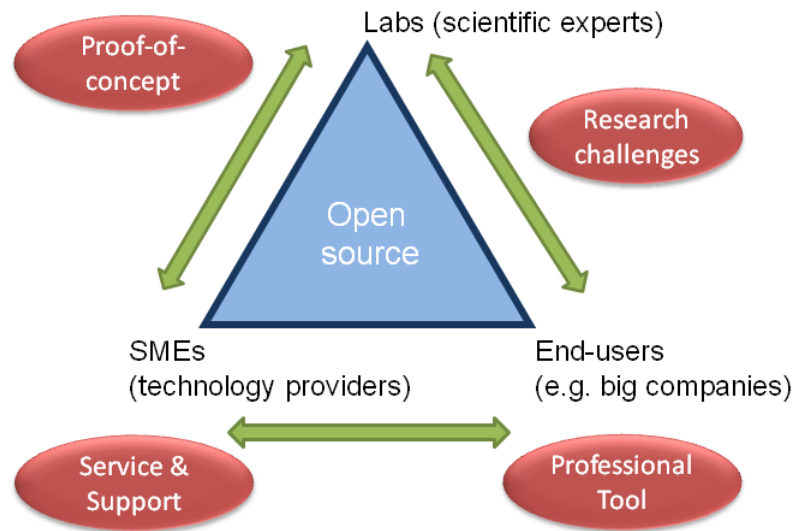 Labs (scientific experts)
Proof-of-
concept
Research
challenges
Open
source
SMEs
(technology providers)
End-users
(e.g. big companies)
Service &
Support
Professional
Tool